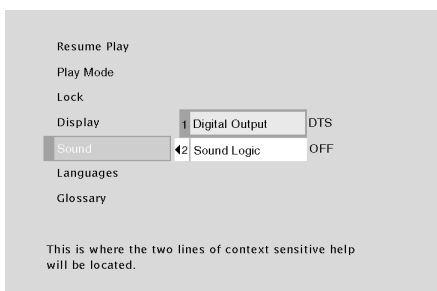 Resume Play
Play Mode
Lock
Display
1 Digital Output DTS
Sound
2 Sound Logic OFF
Languages
Glossary
This is where the two lines of context sensitive help
will be located.